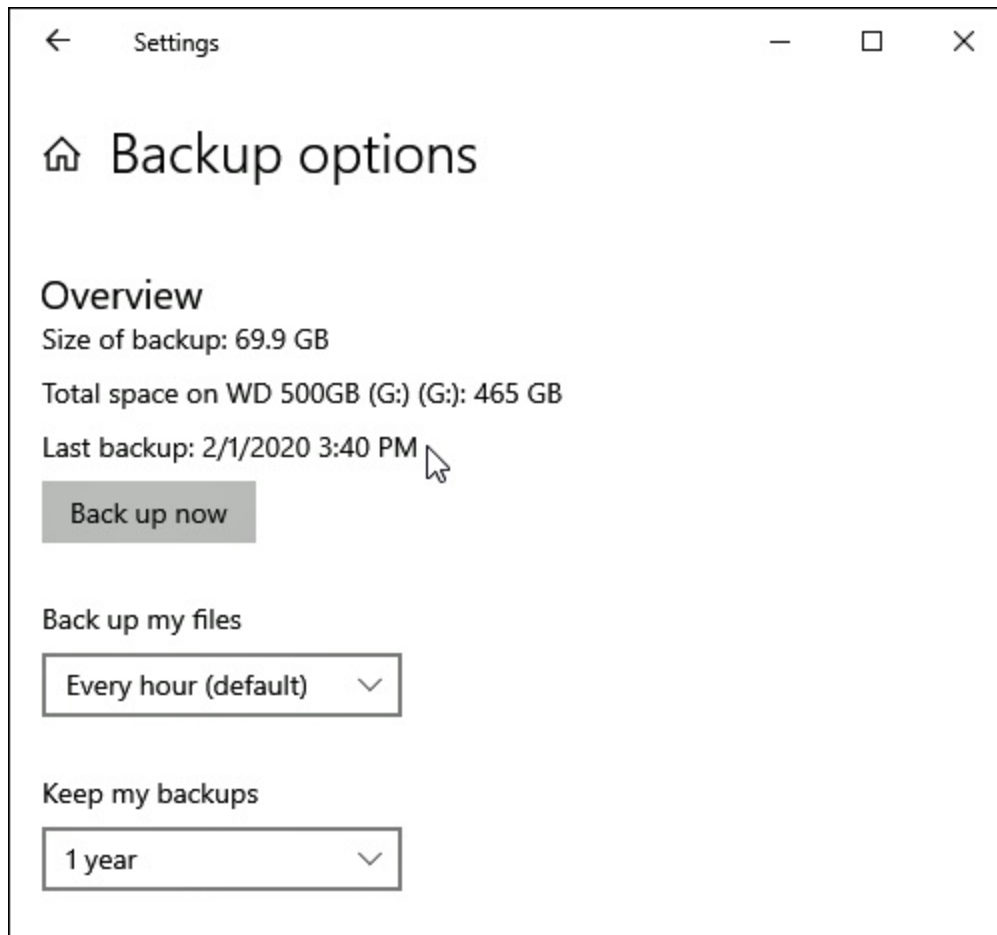 Settings
Backup options
Overview
Size of backup: 69.9 GB
Total space on WD 500GB (G:) (G:): 465 GB
Last backup: 2/1/2020 3:40 PM
Back up now
Back up my files
Every hour (default)
Keep my backups
1 year